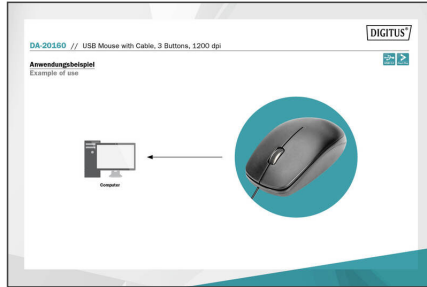 DIGITUS®
DA-20160 // USB Mouse with Cable, 3 Buttons, 1200 dpi
Anwendungsbeispiel
Example of use
Computer